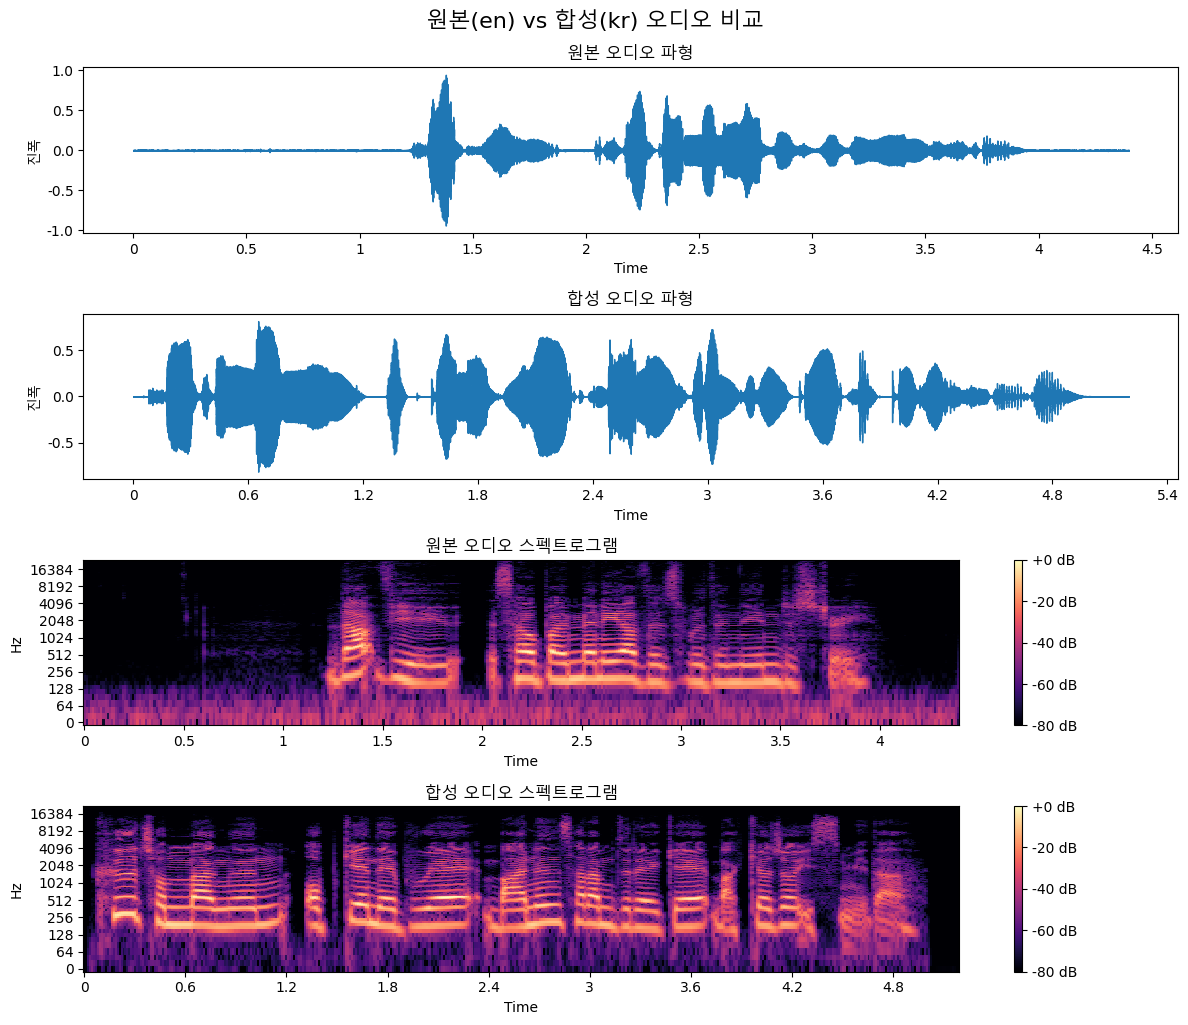 원본(en) vs 합성(kr) 오디오 비교
원본 오디오 파형
1.0
0.5
0.0
-0.5
-1.0
진폭
0 0.5 1 1.5 2 2.5 3 3.5 4 4.5
Time
합성 오디오 파형
0.5
0.0
-0.5
진폭
0 0.6 1.2 1.8 2.4 3 3.6 4.2 4.8 5.4
Time
원본 오디오 스펙트로그램
16384
8192
4096
2048
1024
512
256
128
64
0
Hz
0 0.5 1 1.5 2 2.5 3 3.5 4
Time
+0 dB
-20 dB
-40 dB
-60 dB
-80 dB
합성 오디오 스펙트로그램
16384
8192
4096
2048
1024
512
256
128
64
0
Hz
0 0.6 1.2 1.8 2.4 3 3.6 4.2 4.8
Time
+0 dB
-20 dB
-40 dB
-60 dB
-80 dB